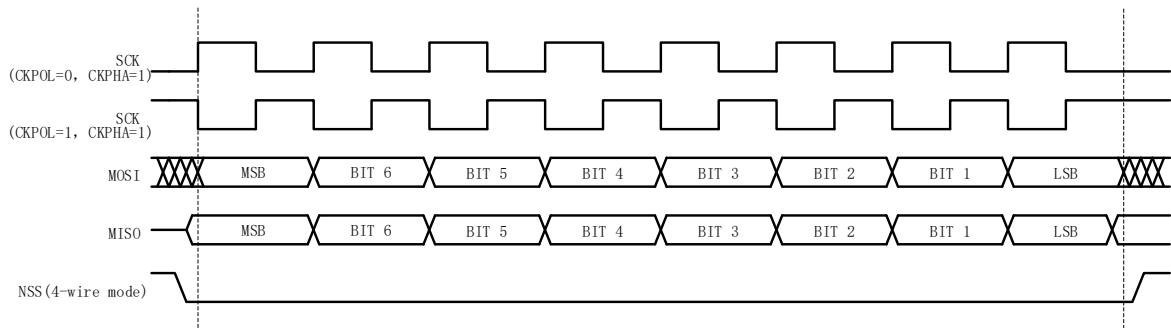 SCK
(CKPOL=0, CKPHA=1)
SCK
(CKPOL=1, CKPHA=1)
MOSI MSB BIT 6 BIT 5 BIT 4 BIT 3 BIT 2 BIT 1 LSB
MISO MSB BIT 6 BIT 5 BIT 4 BIT 3 BIT 2 BIT 1 LSB
NSS(4-wire mode)